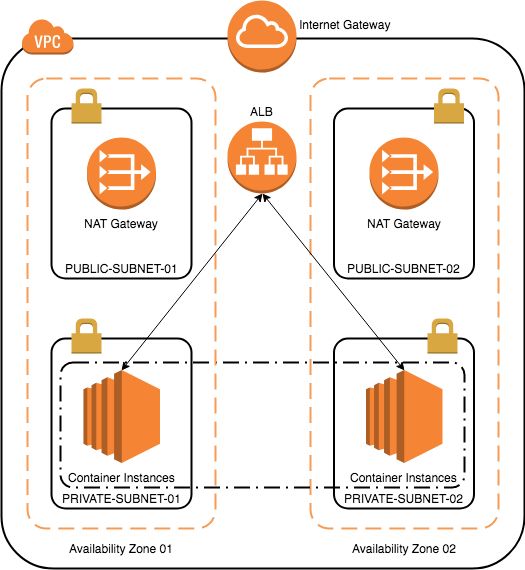 VPC
Internet Gateway
ALB
NAT Gateway
NAT Gateway
PUBLIC-SUBNET-01
PUBLIC-SUBNET-02
Container Instances
Container Instances
PRIVATE-SUBNET-01
PRIVATE-SUBNET-02
Availability Zone 01
Availability Zone 02